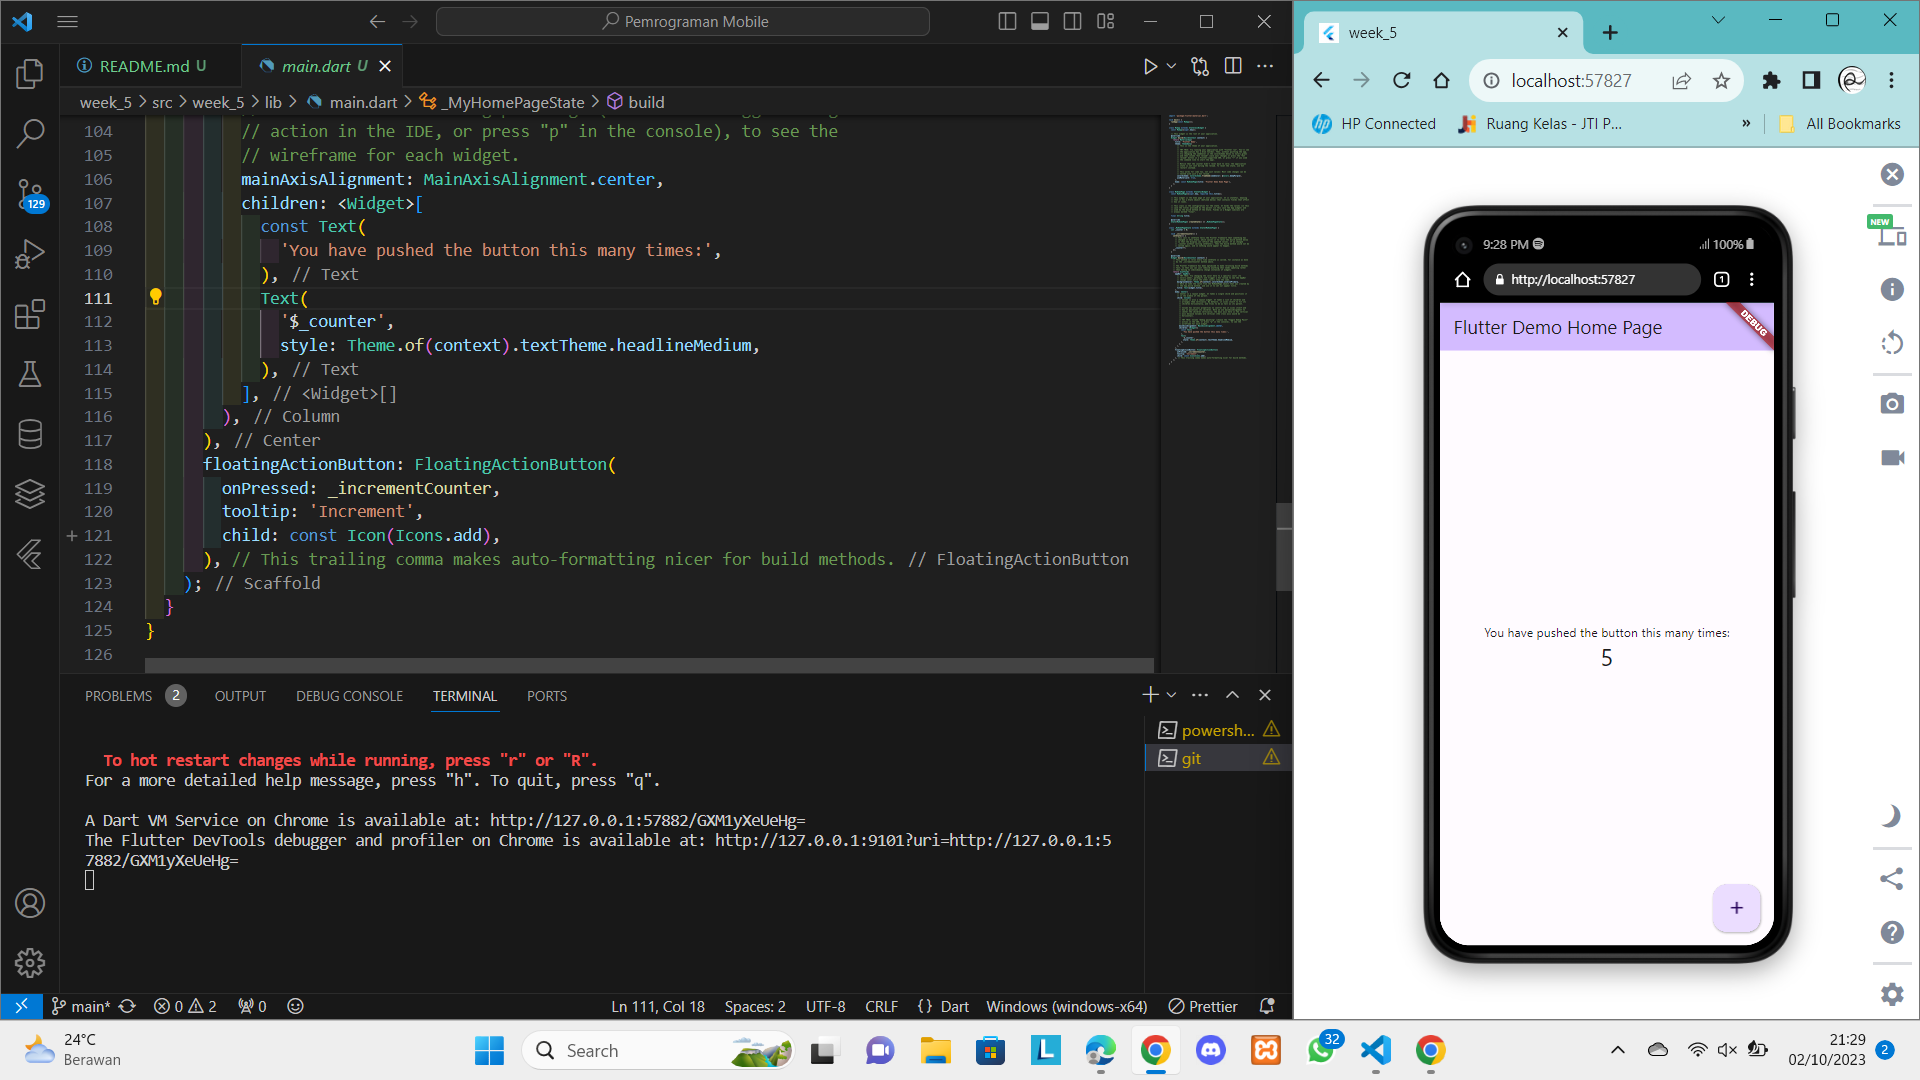 Pemrograman Mobile
README.md U
main.dart U
week_5 > src > week_5 > lib > main.dart > _MyHomePageState > build
104 // action in the IDE, or press "p" in the console), to see the
105 // wireframe for each widget.
106 mainAxisAlignment: MainAxisAlignment.center,
107 children: <Widget>[
108 const Text(
109 'You have pushed the button this many times:',
110 ), // Text
111 Text(
112 '$_counter',
113 style: Theme.of(context).textTheme.headlineMedium,
114 ), // Text
115 ], // <Widget>[]
116 ), // Column
117 ), // Center
118 floatingActionButton: FloatingActionButton(
119 onPressed: _incrementCounter,
120 tooltip: 'Increment',
121 child: const Icon(Icons.add),
122 ), // This trailing comma makes auto-formatting nicer for build methods. // FloatingActionButton
123 ); // Scaffold
124 }
125 }
126
129
PROBLEMS 2 OUTPUT DEBUG CONSOLE TERMINAL PORTS
powersh...
git
To hot restart changes while running, press "r" or "R".
For a more detailed help message, press "h". To quit, press "q".
A Dart VM Service on Chrome is available at: http://127.0.0.1:57882/GXM1yXeUeHg=
The Flutter DevTools debugger and profiler on Chrome is available at: http://127.0.0.1:9101?uri=http://127.0.0.1:5
7882/GXM1yXeUeHg=
main* 0 2 0 Ln 111, Col 18 Spaces: 2 UTF-8 CRLF {} Dart Windows (windows-x64) Prettier
week_5
localhost:57827
HP Connected
Ruang Kelas - JTI P...
» All Bookmarks
NEW
9:28 PM 100%
http://localhost:57827 1
Flutter Demo Home Page
DEBUG
You have pushed the button this many times:
5
+
24°C
Berawan
Search
32
21:29
02/10/2023
2